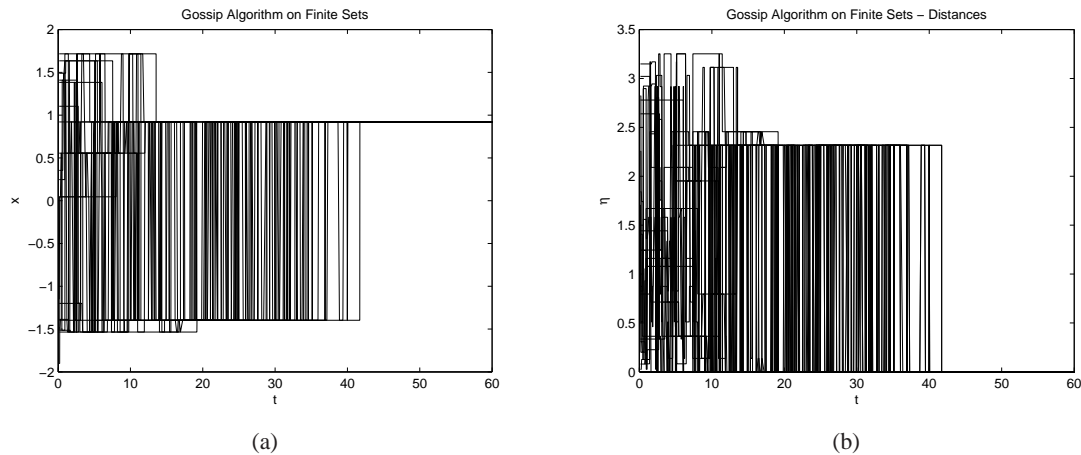 Gossip Algorithm on Finite Sets
2
1.5
1
0.5
0
−0.5
−1
−1.5
−2
x
0 10 20 30 40 50 60
t
(a)
Gossip Algorithm on Finite Sets − Distances
3.5
3
2.5
2
1.5
1
0.5
0
η
0 10 20 30 40 50 60
t
(b)